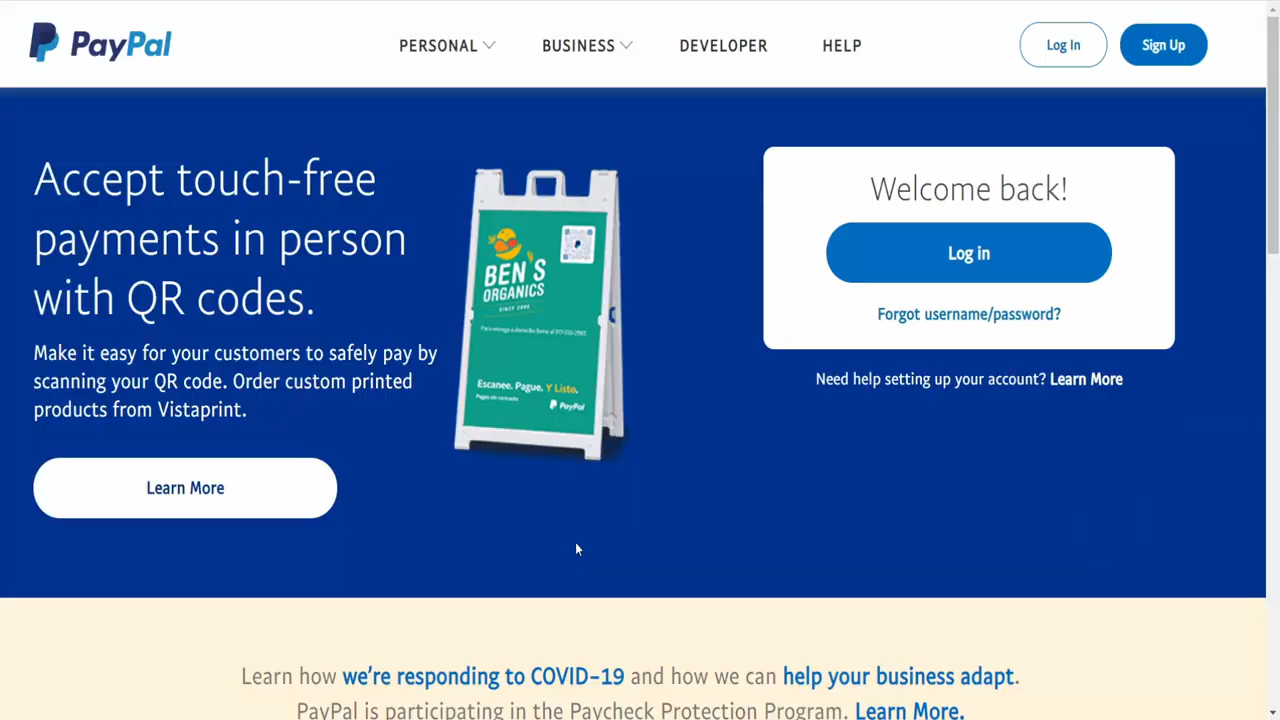 PayPal
PERSONAL
BUSINESS
DEVELOPER
HELP
Log In
Sign Up
Accept touch-free
payments in person
with QR codes.
Make it easy for your customers to safely pay by
scanning your QR code. Order custom printed
products from Vistaprint.
Learn More
BEN'S
ORGANICS
Escanee. Pague. Y Listo.
PayPal
Welcome back!
Log in
Forgot username/password?
Need help setting up your account? Learn More
Learn how we're responding to COVID-19 and how we can help your business adapt.
PayPal is participating in the Paycheck Protection Program. Learn More.